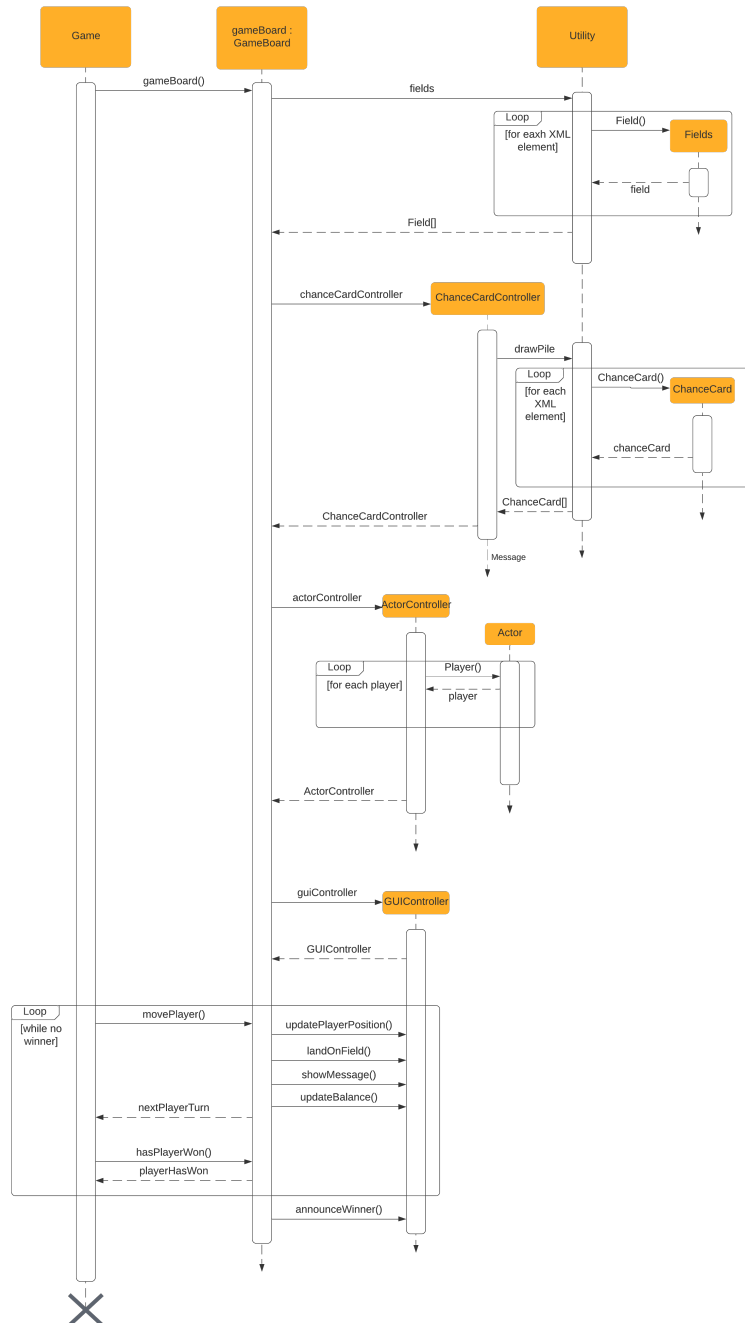 Game
gameBoard :
GameBoard
Utility
gameBoard()
fields
Loop
[for eaxh XML
element]
Field()
Fields
field
Field[]
chanceCardController
ChanceCardController
drawPile
Loop
[for each
XML
element]
ChanceCard()
ChanceCard
chanceCard
ChanceCard[]
ChanceCardController
Message
actorController
ActorController
Actor
Loop
[for each player]
Player()
player
ActorController
guiController
GUIController
GUIController
Loop
[while no
winner]
movePlayer()
updatePlayerPosition()
landOnField()
showMessage()
updateBalance()
nextPlayerTurn
hasPlayerWon()
playerHasWon
announceWinner()